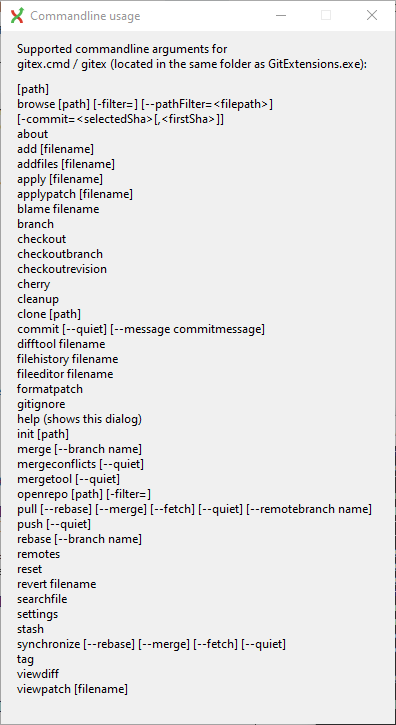 Commandline usage
Supported commandline arguments for
gitex.cmd / gitex (located in the same folder as GitExtensions.exe):
[path]
browse [path] [-filter=] [--pathFilter=<filepath>]
[-commit=<selectedSha>[,<firstSha>]]
about
add [filename]
addfiles [filename]
apply [filename]
applypatch [filename]
blame filename
branch
checkout
checkoutbranch
checkoutrevision
cherry
cleanup
clone [path]
commit [--quiet] [--message commitmessage]
difftool filename
filehistory filename
fileeditor filename
formatpatch
gitignore
help (shows this dialog)
init [path]
merge [--branch name]
mergeconflicts [--quiet]
mergetool [--quiet]
openrepo [path] [-filter=]
pull [--rebase] [--merge] [--fetch] [--quiet] [--remotebranch name]
push [--quiet]
rebase [--branch name]
remotes
reset
revert filename
searchfile
settings
stash
synchronize [--rebase] [--merge] [--fetch] [--quiet]
tag
viewdiff
viewpatch [filename]